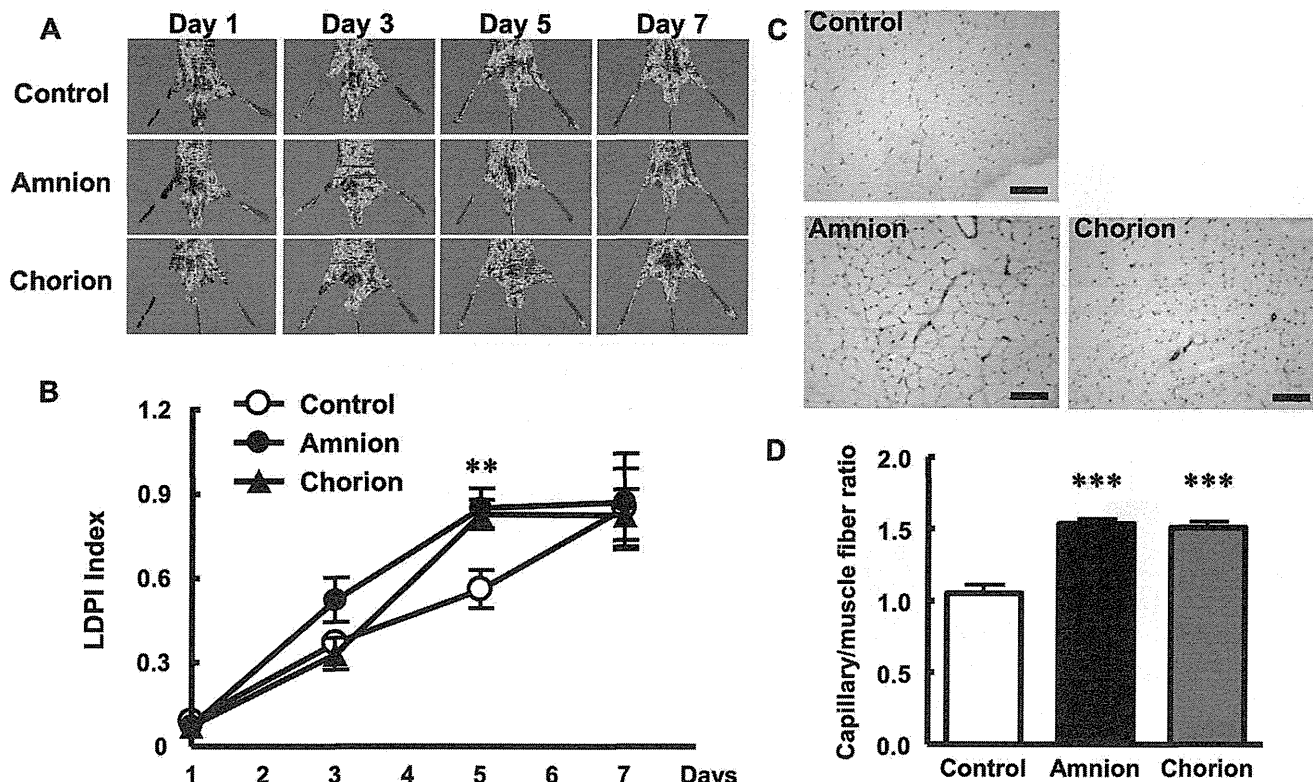 A
Day 1 Day 3 Day 5 Day 7
Control
Amnion
Chorion
B
LDPI Index
1.2
0.9
0.6
0.3
0
Control
Amnion
Chorion
**
1 2 3 4 5 6 7 Days
C
Control
Amnion
Chorion
D
Capillary/muscle fiber ratio
2.0
1.5
1.0
0.5
0.0
*** ***
Control Amnion Chorion